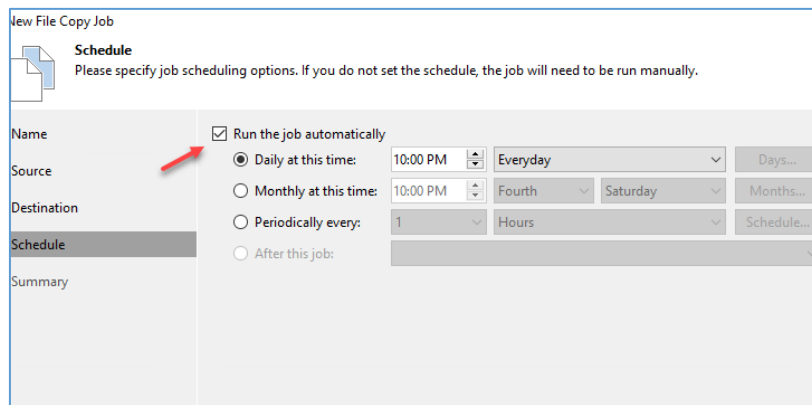 New File Copy Job
Schedule
Please specify job scheduling options. If you do not set the schedule, the job will need to be run manually.
Name
Source
Destination
Schedule
Summary
Run the job automatically
Daily at this time: 10:00 PM Everyday Days...
Monthly at this time: 10:00 PM Fourth Saturday Months...
Periodically every: 1 Hours Schedule...
After this job: